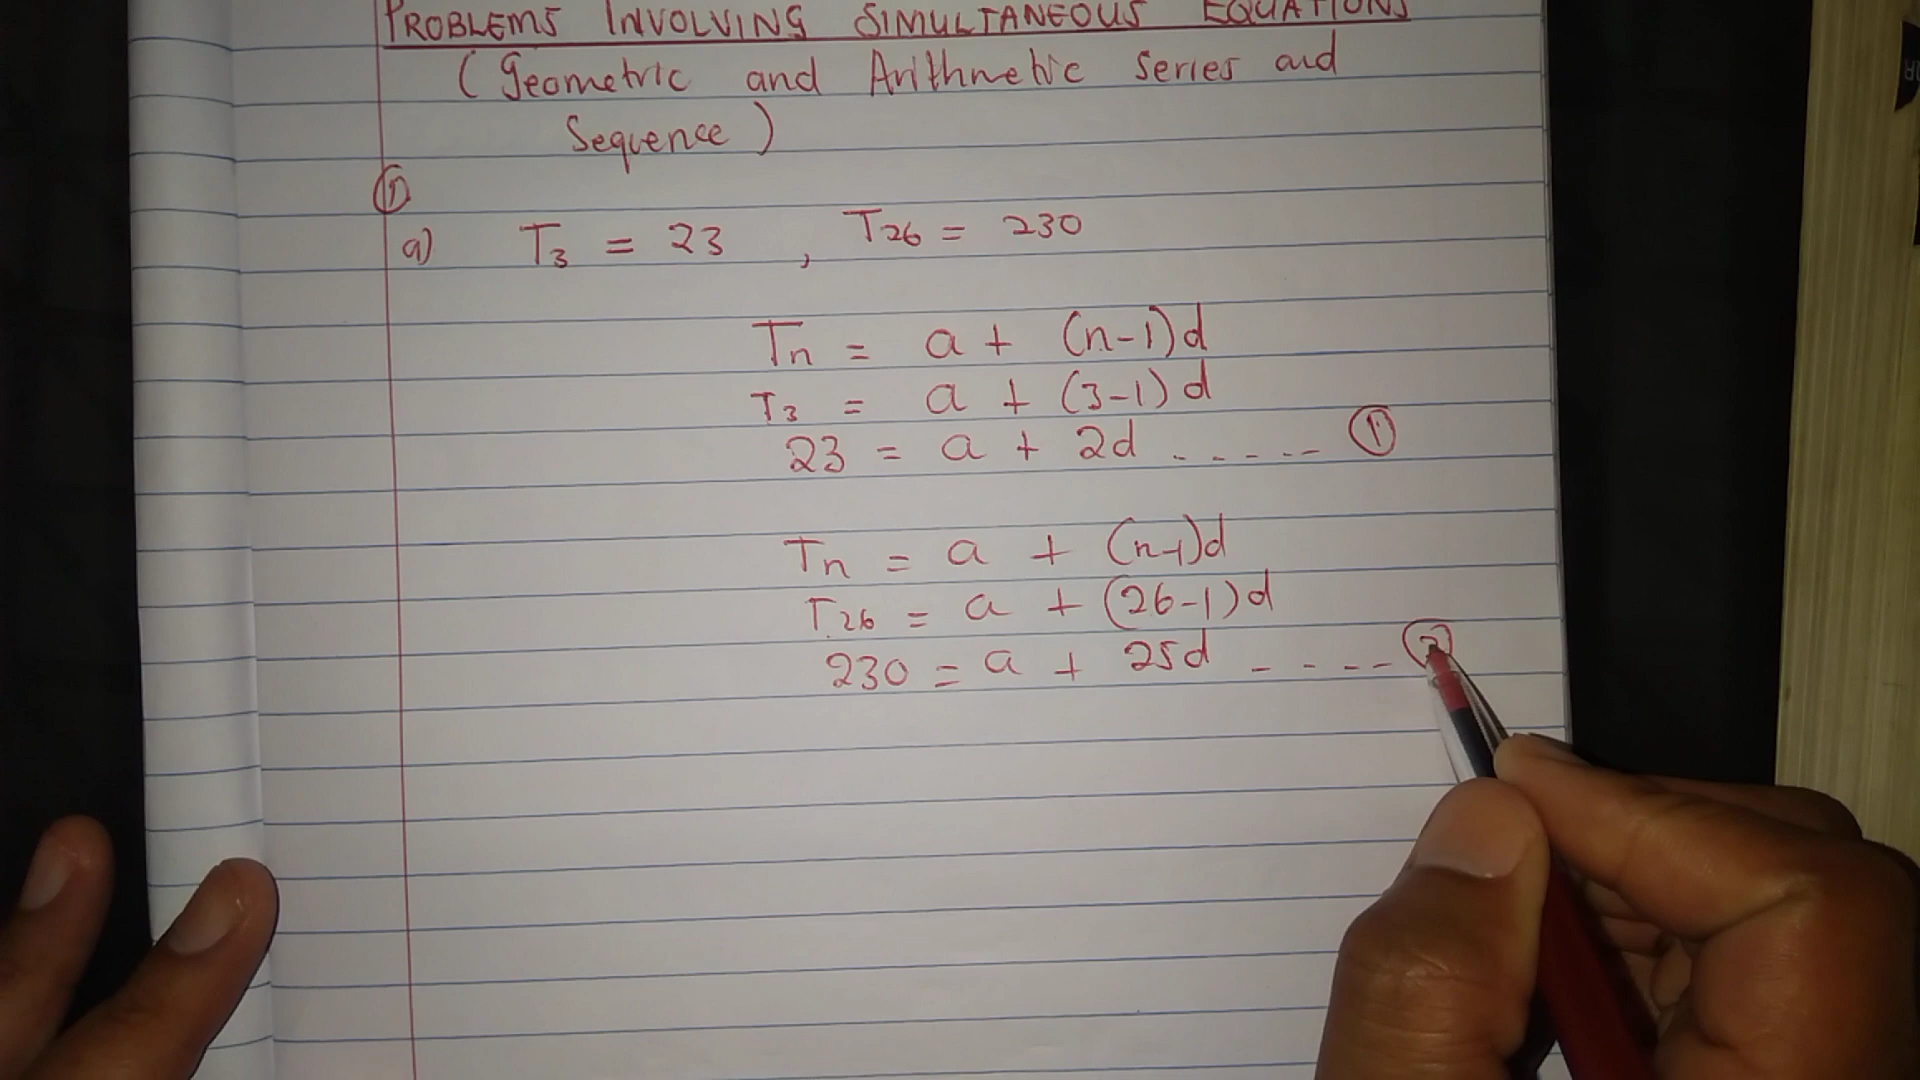 PROBLEMS INVOLVING SIMULTANEOUS EQUATIONS
(Geometric and Arithmetic Series and
Sequence)
①
a) T3 = 23 , T26 = 230
Tn = a + (n-1)d
T3 = a + (3-1)d
23 = a + 2d - - - - - ①
Tn = a + (n-1)d
T26 = a + (26-1)d
230 = a + 25d - - - - ②